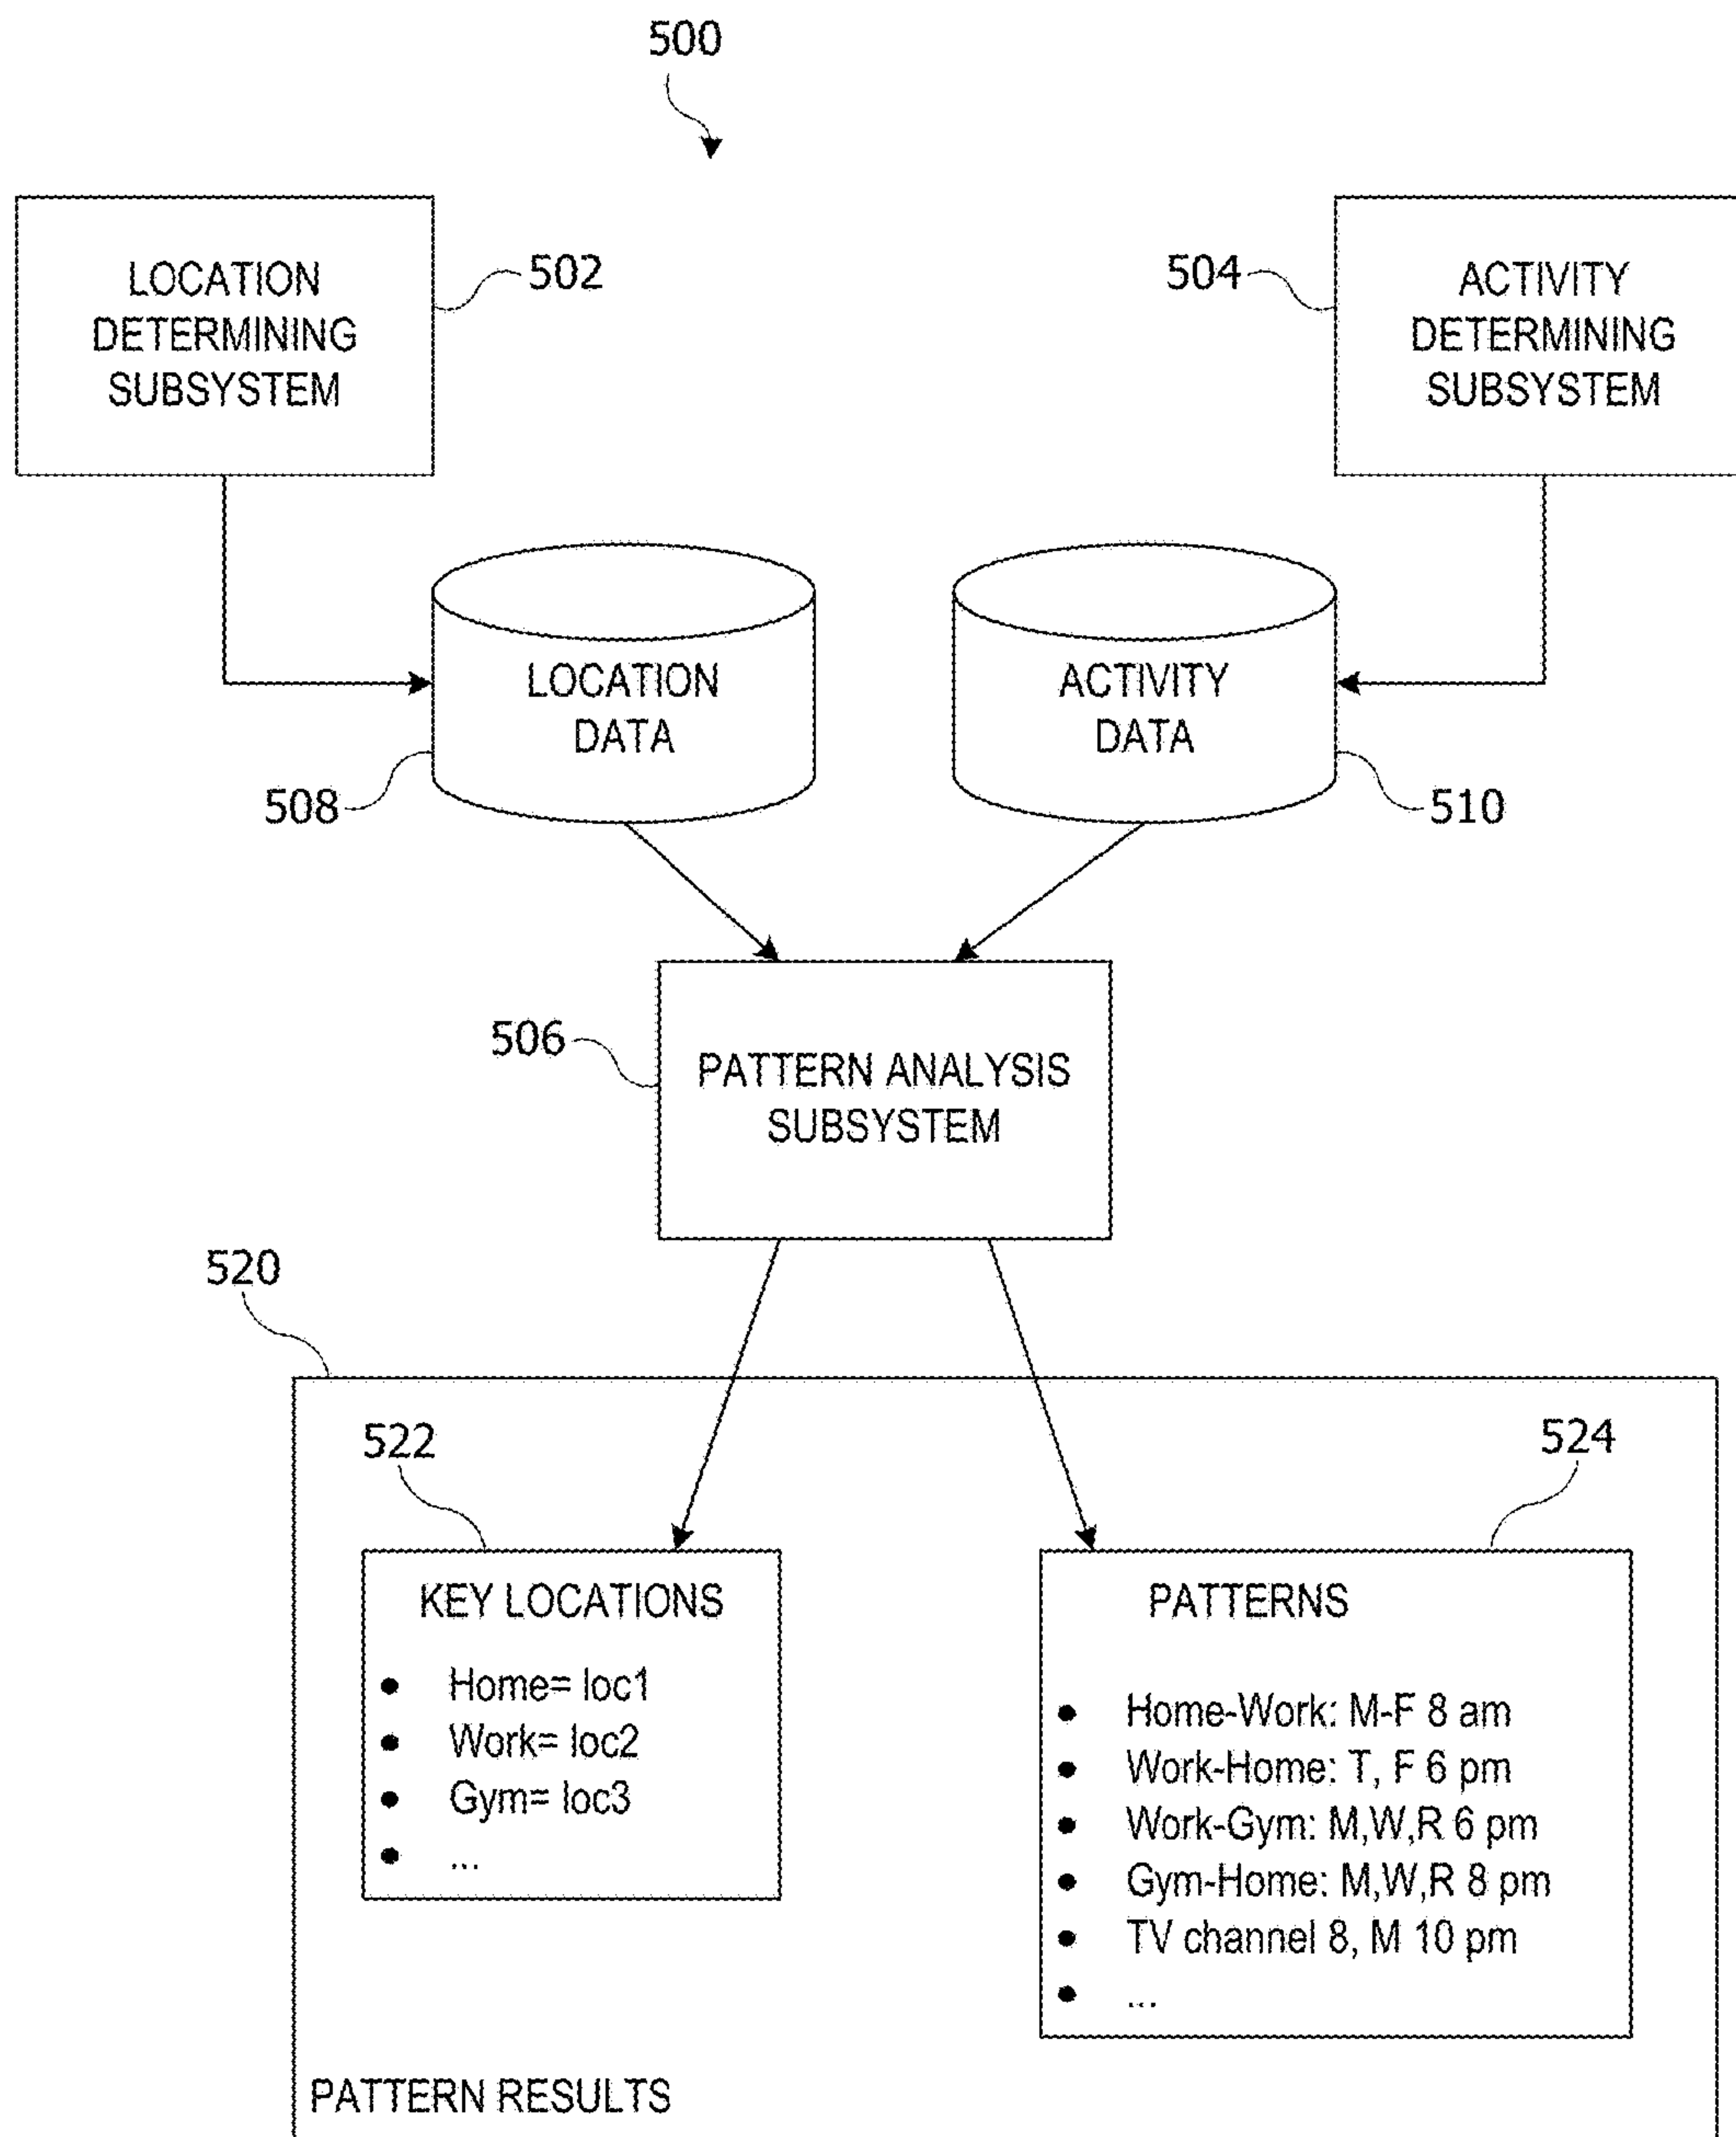 500
LOCATION
DETERMINING
SUBSYSTEM
502
504
ACTIVITY
DETERMINING
SUBSYSTEM
LOCATION
DATA
508
ACTIVITY
DATA
510
506
PATTERN ANALYSIS
SUBSYSTEM
520
522
524
KEY LOCATIONS
• Home= loc1
• Work= loc2
• Gym= loc3
• ...
PATTERNS
• Home-Work: M-F 8 am
• Work-Home: T, F 6 pm
• Work-Gym: M,W,R 6 pm
• Gym-Home: M,W,R 8 pm
• TV channel 8, M 10 pm
• ...
PATTERN RESULTS